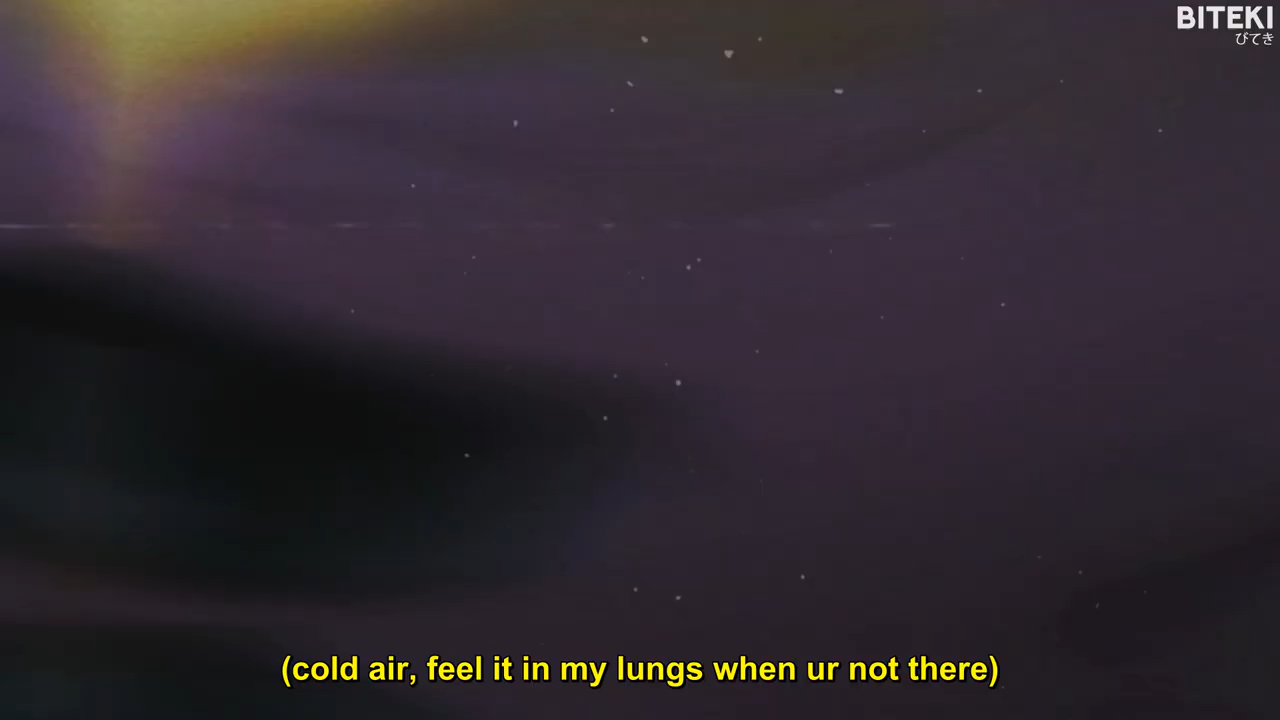 BITEKI
びてき
(cold air, feel it in my lungs when ur not there)